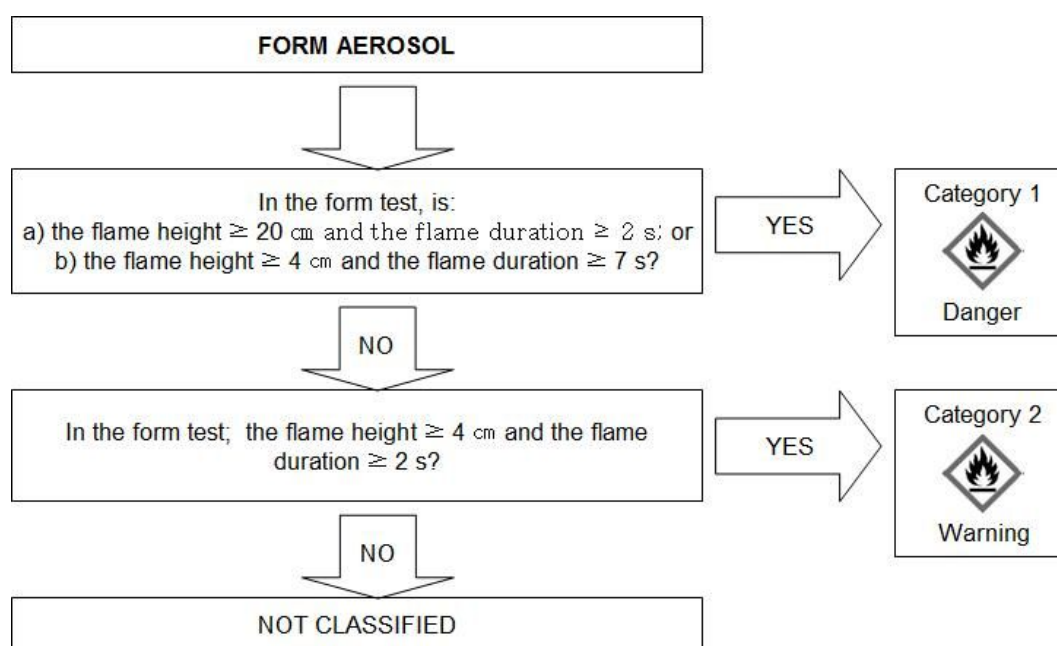 FORM AEROSOL
In the form test, is:
a) the flame height ≥ 20 ㎝ and the flame duration ≥ 2 s; or
b) the flame height ≥ 4 ㎝ and the flame duration ≥ 7 s?
YES
Category 1
Danger
NO
In the form test; the flame height ≥ 4 ㎝ and the flame
duration ≥ 2 s?
YES
Category 2
Warning
NO
NOT CLASSIFIED